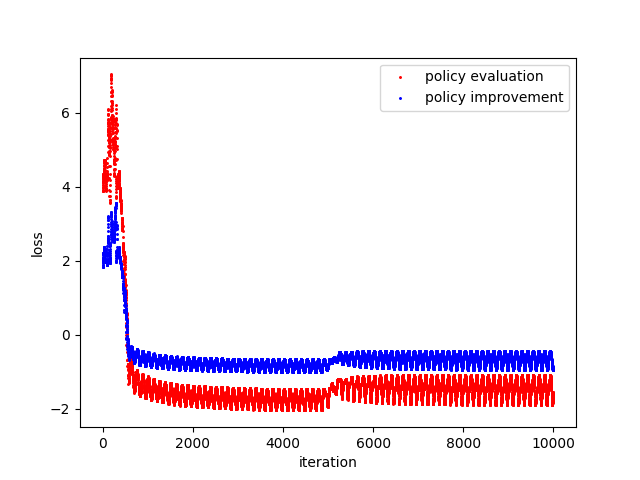 policy evaluation
policy improvement
6
4
2
0
−2
loss
0
2000
4000
6000
8000
10000
iteration